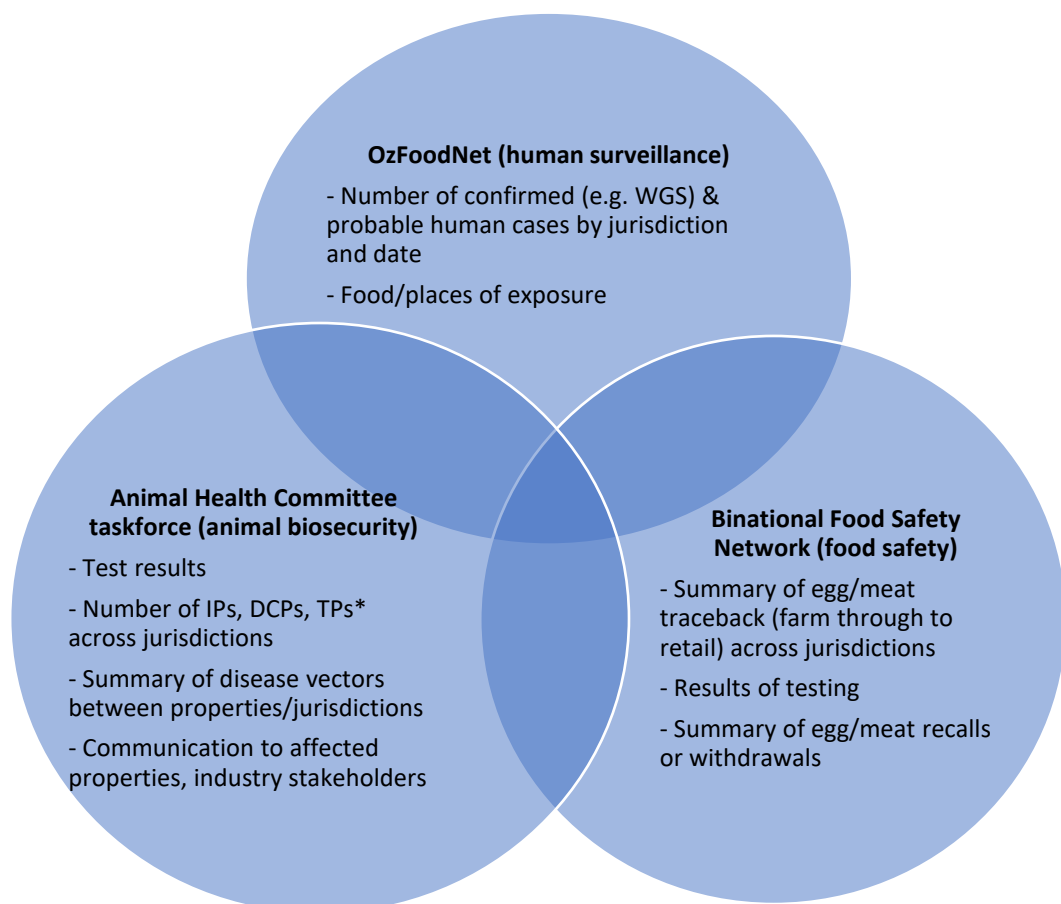 OzFoodNet (human surveillance)
- Number of confirmed (e.g. WGS) &
probable human cases by jurisdiction
and date
- Food/places of exposure
Animal Health Committee
taskforce (animal biosecurity)
- Test results
- Number of IPs, DCPs, TPs*
across jurisdictions
- Summary of disease vectors
between properties/jurisdictions
- Communication to affected
properties, industry stakeholders
Binational Food Safety
Network (food safety)
- Summary of egg/meat
traceback (farm through to
retail) across jurisdictions
- Results of testing
- Summary of egg/meat recalls
or withdrawals